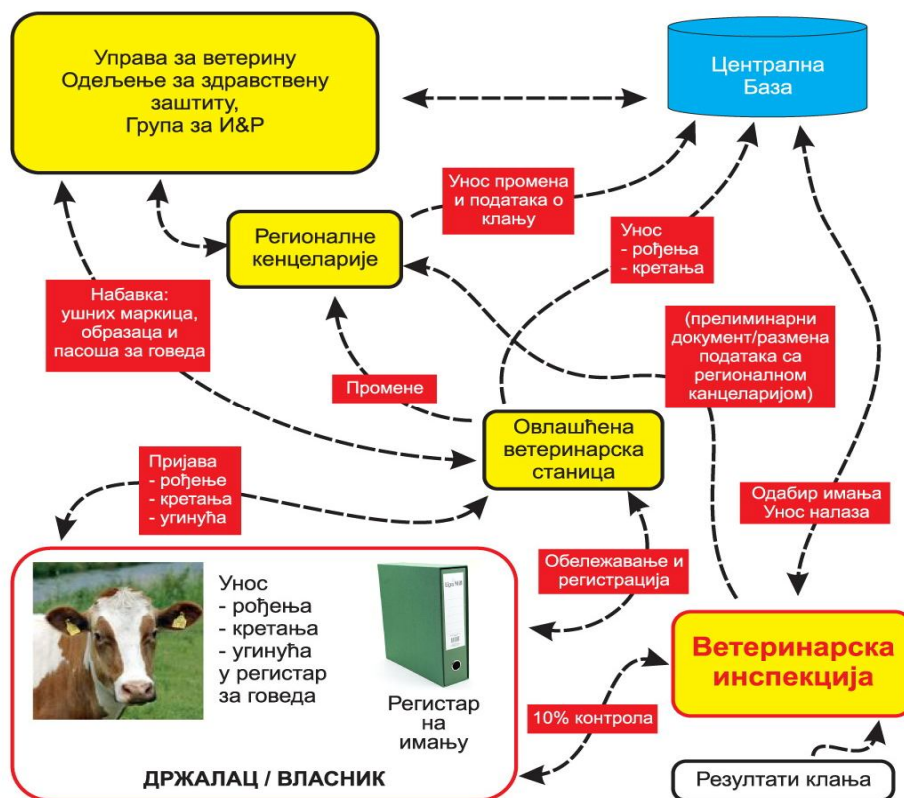 Управа за ветерину
Одељење за здравствену
заштиту,
Група за И&Р
Централна
База
Унос промена
и података о
клању
Регионалне
кенцеларије
Унос
- рођења
- кретања
Набавка:
ушних маркица,
образаца и
пасоша за говеда
(прелиминарни
документ/размена
података са
регионалном
канцеларијом)
Промене
Овлашћена
ветеринарска
станица
Пријава
- рођење
- кретања
- угинућа
Одабир имања
Унос налаза
Обележавање и
регистрација
Унос
- рођења
- кретања
- угинућа
у регистар
за говеда
Регистар
на
имању
Ветеринарска
инспекција
10% контрола
ДРЖАЛАЦ / ВЛАСНИК
Резултати клања